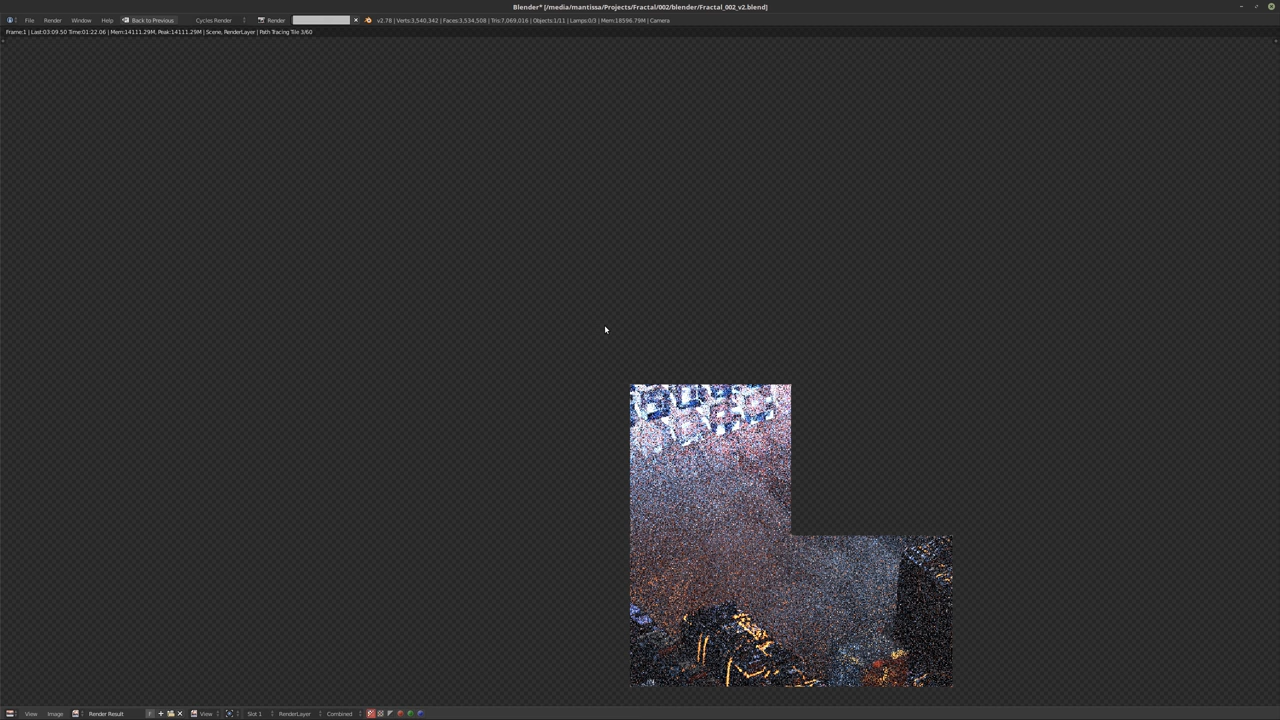 Blender* [/media/mantissa/Projects/Fractal/002/blender/Fractal_002_v2.blend]
File Render Window Help Back to Previous Cycles Render Render v2.78 | Verts:3,540,342 | Faces:3,534,508 | Tris:7,069,016 | Objects:1/11 | Lamps:0/3 | Mem:18596.79M | Camera
Frame:1 | Last:03:09.50 Time:01:22.06 | Mem:14111.29M, Peak:14111.29M | Scene, RenderLayer | Path Tracing Tile 3/60
View Image Render Result F View Slot 1 RenderLayer Combined